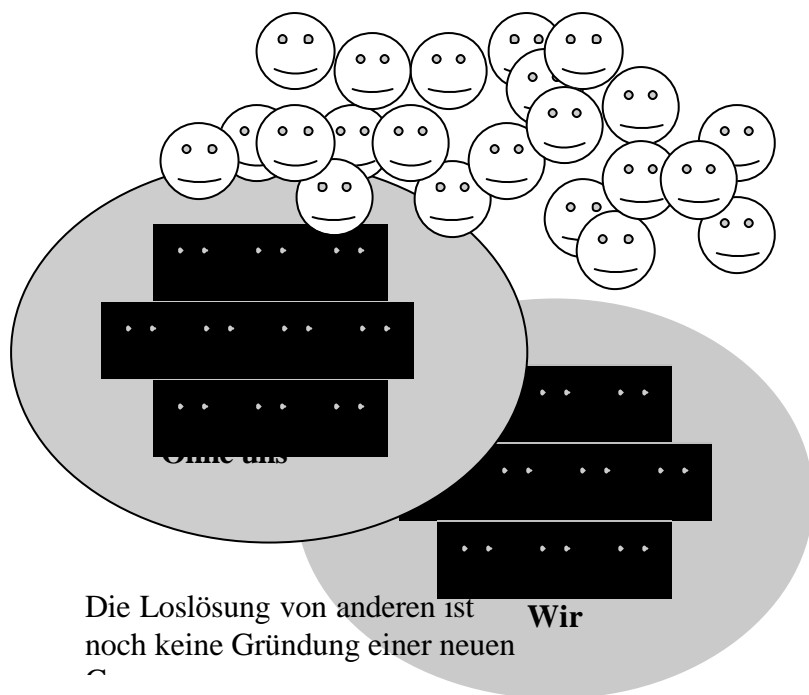 Ohne uns
Wir
Die Loslösung von anderen ist
noch keine Gründung einer neuen